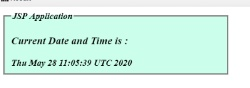 JSP Application
Current Date and Time is :
Thu May 28 11:05:39 UTC 2020